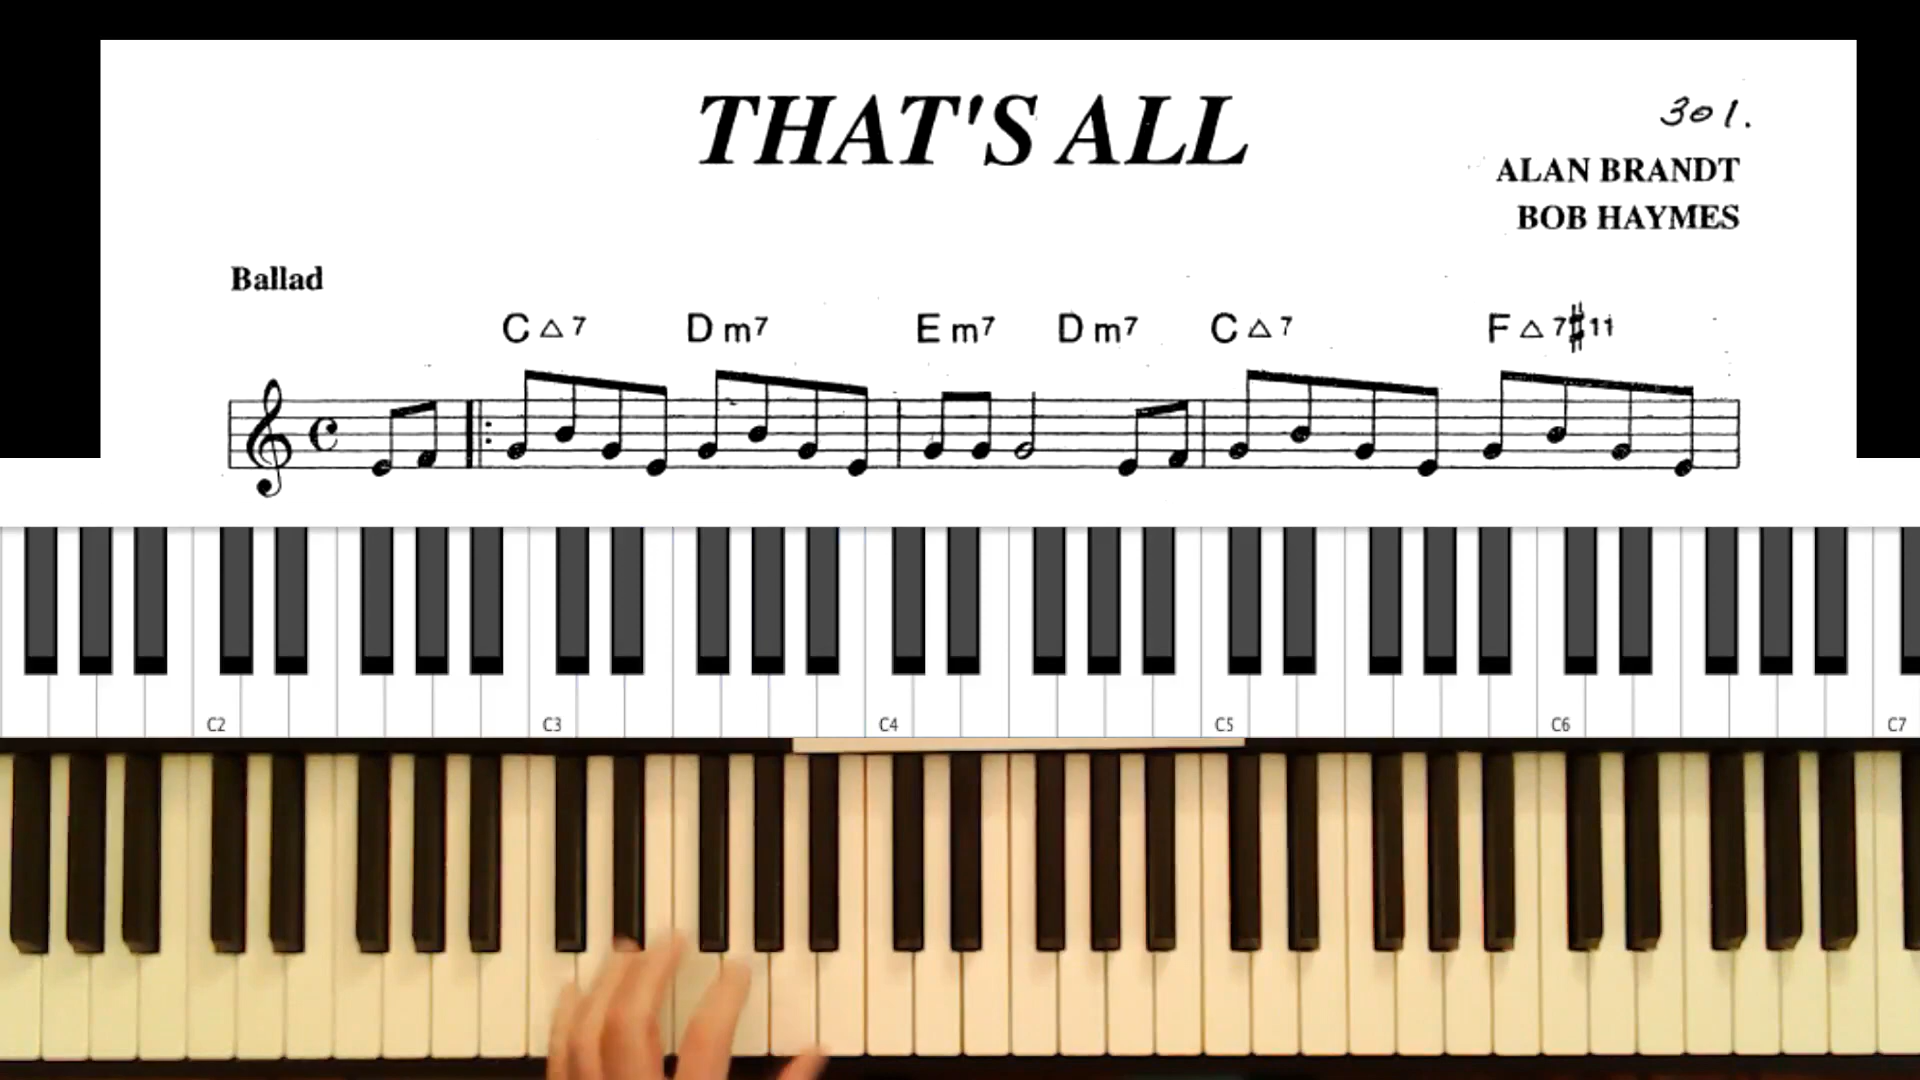 THAT'S ALL
301.
ALAN BRANDT
BOB HAYMES
Ballad
C△7 Dm7 Em7 Dm7 C△7 F△7♯11
C2 C3 C4 C5 C6 C7